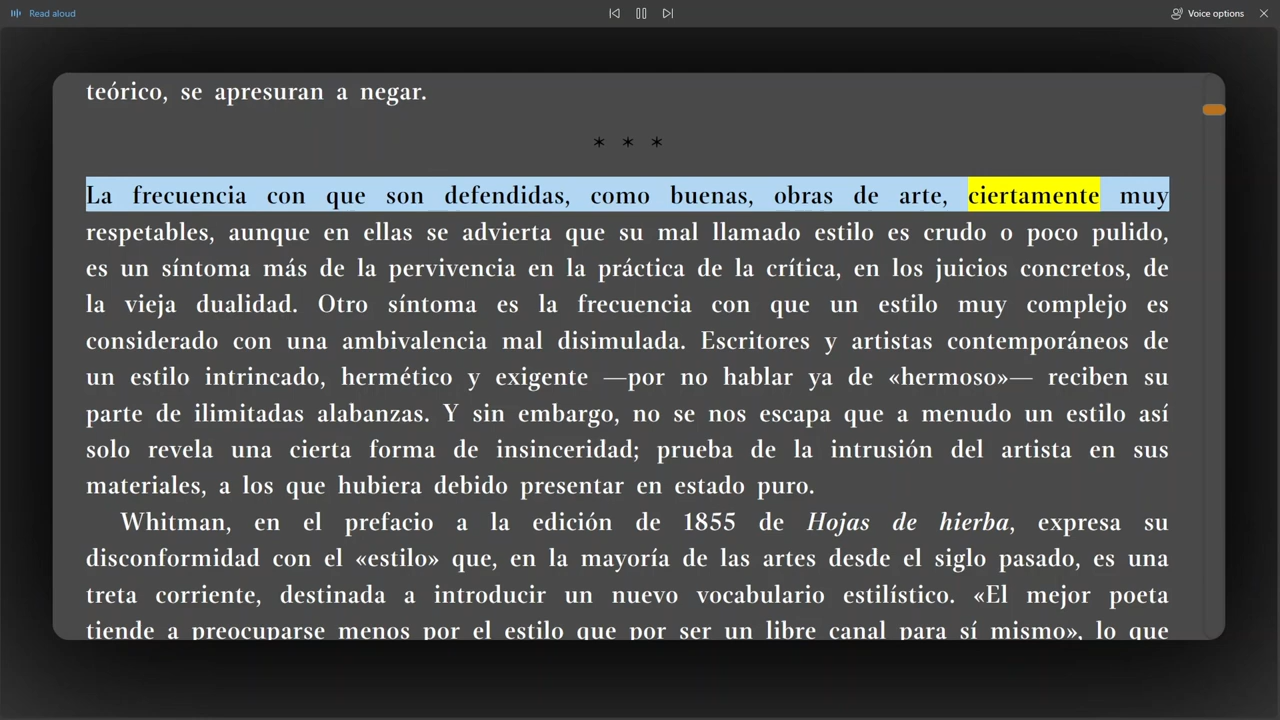 Read aloud
Voice options
teórico, se apresuran a negar.
* * *
La frecuencia con que son defendidas, como buenas, obras de arte, ciertamente muy
respetables, aunque en ellas se advierta que su mal llamado estilo es crudo o poco pulido,
es un síntoma más de la pervivencia en la práctica de la crítica, en los juicios concretos, de
la vieja dualidad. Otro síntoma es la frecuencia con que un estilo muy complejo es
considerado con una ambivalencia mal disimulada. Escritores y artistas contemporáneos de
un estilo intrincado, hermético y exigente —por no hablar ya de «hermoso»— reciben su
parte de ilimitadas alabanzas. Y sin embargo, no se nos escapa que a menudo un estilo así
solo revela una cierta forma de insinceridad; prueba de la intrusión del artista en sus
materiales, a los que hubiera debido presentar en estado puro.
Whitman, en el prefacio a la edición de 1855 de Hojas de hierba, expresa su
disconformidad con el «estilo» que, en la mayoría de las artes desde el siglo pasado, es una
treta corriente, destinada a introducir un nuevo vocabulario estilístico. «El mejor poeta
tiende a preocuparse menos por el estilo que por ser un libre canal para sí mismo», lo que